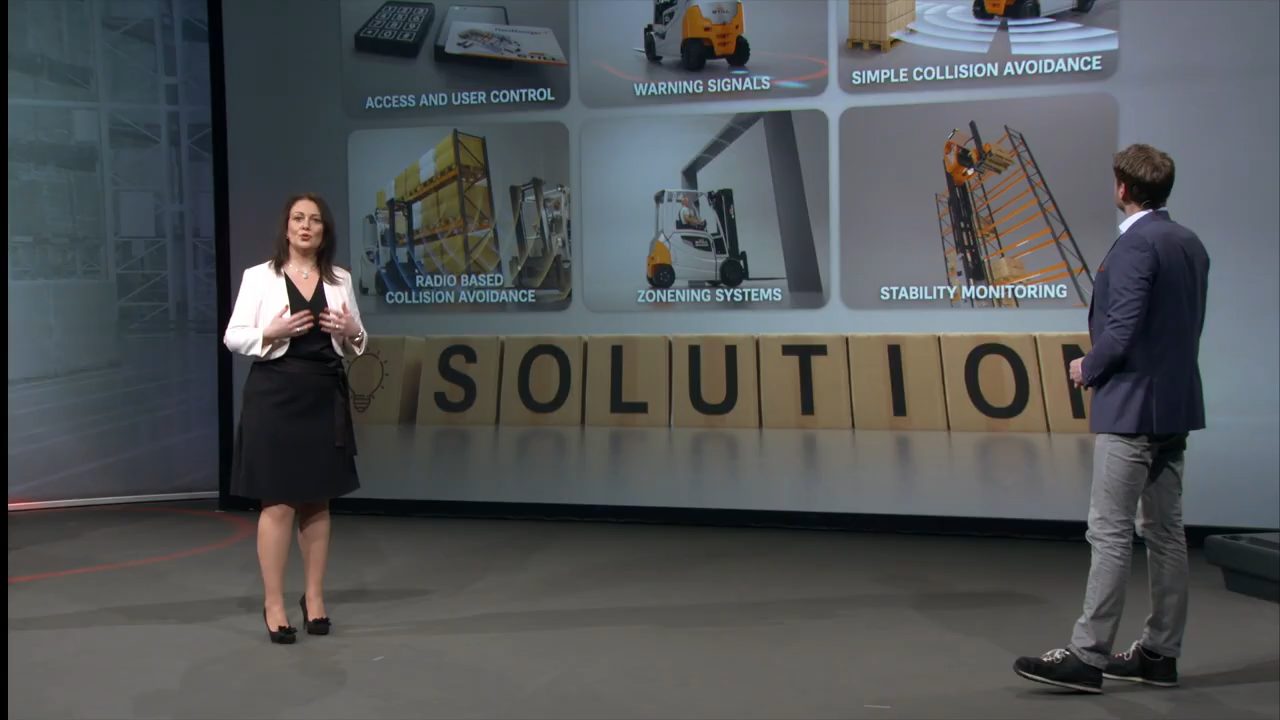 ACCESS AND USER CONTROL
WARNING SIGNALS
SIMPLE COLLISION AVOIDANCE
RADIO BASED
COLLISION AVOIDANCE
ZONENING SYSTEMS
STABILITY MONITORING
SOLUTION